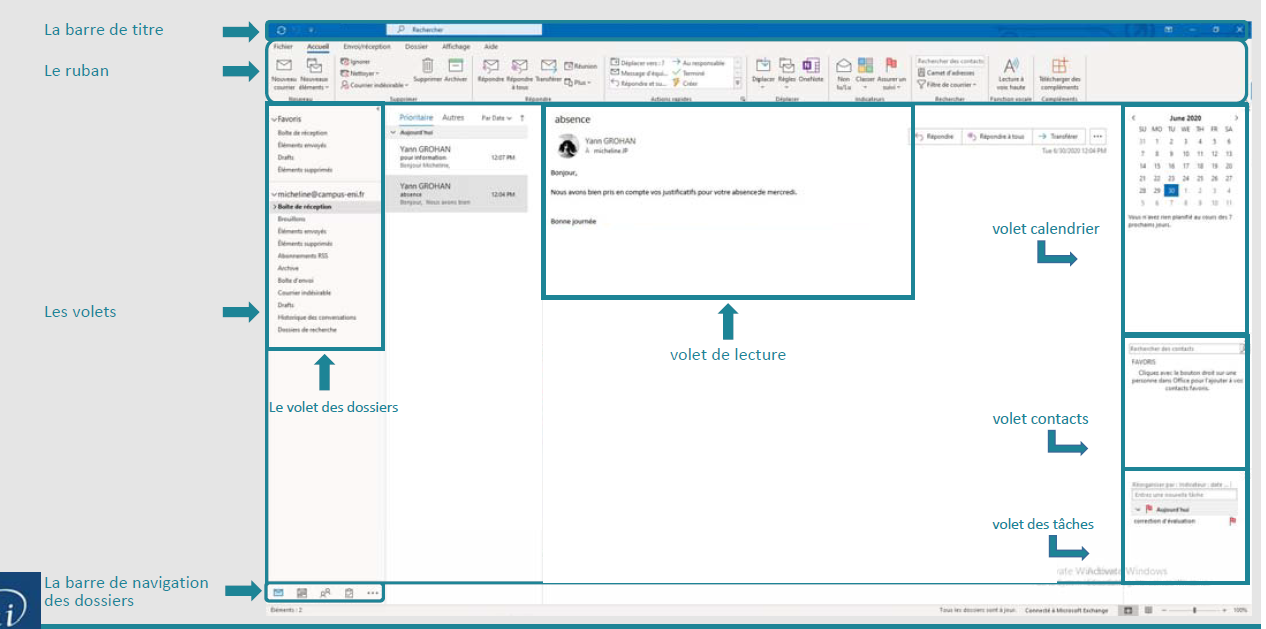 La barre de titre
Rechercher
Fichier Accueil Envoi/réception Dossier Affichage Aide
Le ruban
Ignorer
Nettoyer
Courrier indésirable
Nouveau courrier
Nouveaux éléments
Supprimer Archiver
Répondre Répondre à tous Transférer
Réunion
Plus
Déplacer vers : ?
Message d'équi...
Répondre et su...
Au responsable
Terminé
Créer
Déplacer Règles OneNote
Non lu/Lu
Classer
Assurer un suivi
Rechercher des contacts
Carnet d'adresses
Filtre de courrier
Lecture à voix haute
Télécharger des compléments
Nouveau Supprimer Répondre Actions rapides Déplacer Indicateurs Rechercher Fonction vocale Compléments
Favoris
Boîte de réception
Éléments envoyés
Drafts
Éléments supprimés
micheline@campus-eni.fr
Boîte de réception
Brouillons
Éléments envoyés
Éléments supprimés
Abonnements RSS
Archive
Boîte d'envoi
Courrier indésirable
Drafts
Historique des conversations
Dossiers de recherche
Les volets
Le volet des dossiers
Prioritaire Autres Par Date
Aujourd'hui
Yann GROHAN
pour information 12:07 PM
Bonjour Micheline,
Yann GROHAN
absence 12:04 PM
Bonjour, Nous avons bien
absence
Yann GROHAN
micheline JP
Répondre Répondre à tous Transférer
Tue 6/30/2020 12:04 PM
Bonjour,
Nous avons bien pris en compte vos justificatifs pour votre absencede mercredi.
Bonne journée
volet de lecture
volet calendrier
June 2020
SU MO TU WE TH FR SA
31 1 2 3 4 5 6
7 8 9 10 11 12 13
14 15 16 17 18 19 20
21 22 23 24 25 26 27
28 29 30 1 2 3 4
5 6 7 8 9 10 11
Vous n'avez rien planifié au cours des 7
prochains jours.
volet contacts
Rechercher des contacts
FAVORIS
Cliquez avec le bouton droit sur une
personne dans Office pour l'ajouter à vos
contacts favoris.
volet des tâches
Réorganiser par : Indicateur : date ...
Entrez une nouvelle tâche
Aujourd'hui
correction d'évaluation
Activate Windows
La barre de navigation
des dossiers
Éléments : 2
Tous les dossiers sont à jour. Connecté à Microsoft Exchange 100%